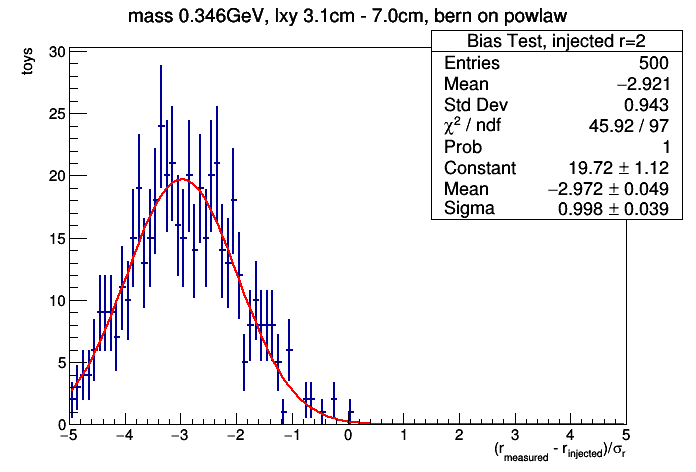 mass 0.346GeV, lxy 3.1cm - 7.0cm, bern on powlaw
Bias Test, injected r=2
Entries 500
Mean −2.921
Std Dev 0.943
χ² / ndf 45.92 / 97
Prob 1
Constant 19.72 ± 1.12
Mean −2.972 ± 0.049
Sigma 0.998 ± 0.039
toys
30
25
20
15
10
5
0
−5 −4 −3 −2 −1 0 1 2 3 4 5
(r_measured - r_injected)/σ_r